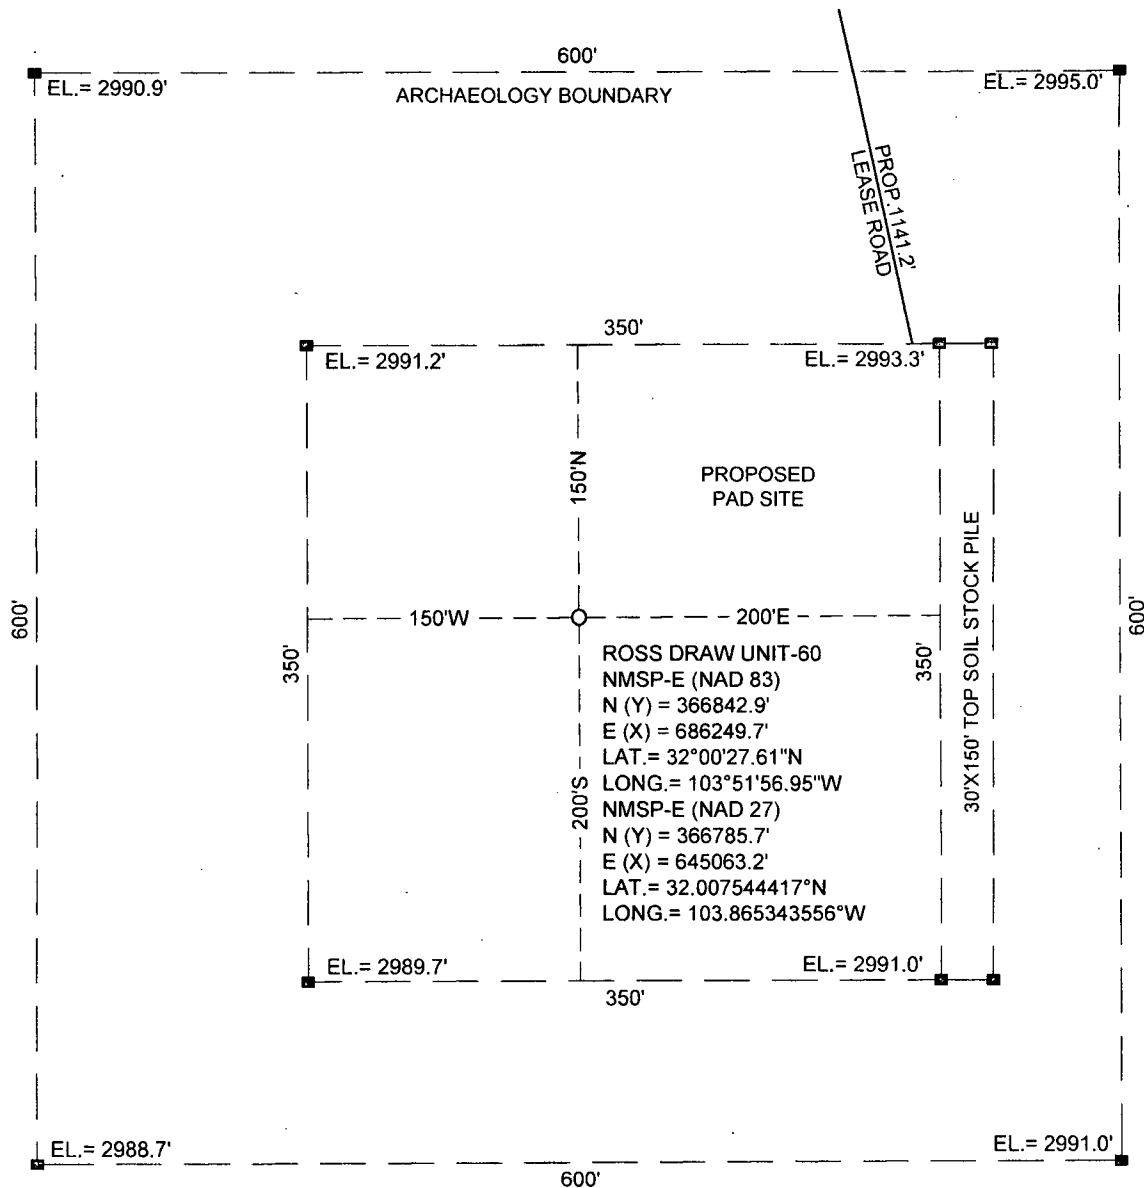 600'
EL.= 2990.9'
EL.= 2995.0'
ARCHAEOLOGY BOUNDARY
PROP.1141.2'
LEASE ROAD
350'
EL.= 2991.2'
EL.= 2993.3'
150'N
PROPOSED
PAD SITE
30'X150' TOP SOIL STOCK PILE
600'
150'W
200'E
600'
350'
350'
ROSS DRAW UNIT-60
NMSP-E (NAD 83)
N (Y) = 366842.9'
E (X) = 686249.7'
LAT.= 32°00'27.61"N
LONG.= 103°51'56.95"W
NMSP-E (NAD 27)
N (Y) = 366785.7'
E (X) = 645063.2'
LAT.= 32.007544417°N
LONG.= 103.865343556°W
200'S
EL.= 2989.7'
EL.= 2991.0'
350'
EL.= 2988.7'
EL.= 2991.0'
600'